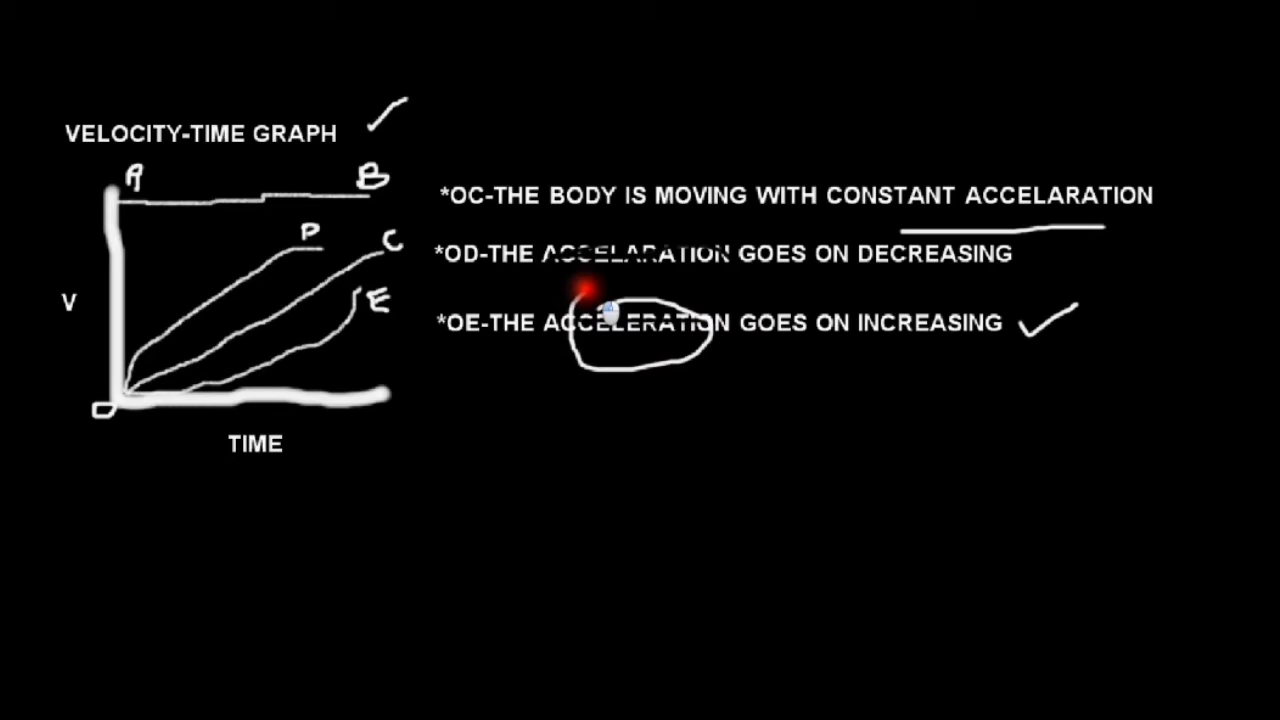 VELOCITY-TIME GRAPH
A
B
*OC-THE BODY IS MOVING WITH CONSTANT ACCELARATION
D
C
*OD-THE ACCELARATION GOES ON DECREASING
V
E
*OE-THE ACCELERATION GOES ON INCREASING
O
TIME